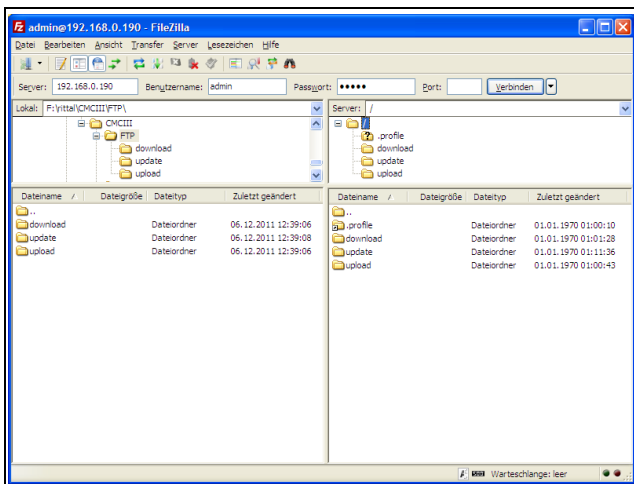 admin@192.168.0.190 - FileZilla
Datei Bearbeiten Ansicht Transfer Server Lesezeichen Hilfe
Server: 192.168.0.190 Benutzername: admin Passwort: ••••• Port: Verbinden
Lokal: F:\rittal\CMCIII\FTP\
CMCIII
FTP
download
update
upload
Server: /
/
.profile
download
update
upload
Dateiname / Dateigröße Dateityp Zuletzt geändert
..
download Dateiordner 06.12.2011 12:39:06
update Dateiordner 06.12.2011 12:39:08
upload Dateiordner 06.12.2011 12:39:06
Dateiname / Dateigröße Dateityp Zuletzt geändert
..
.profile Dateiordner 01.01.1970 01:00:10
download Dateiordner 01.01.1970 01:01:28
update Dateiordner 01.01.1970 01:11:36
upload Dateiordner 01.01.1970 01:00:43
Warteschlange: leer